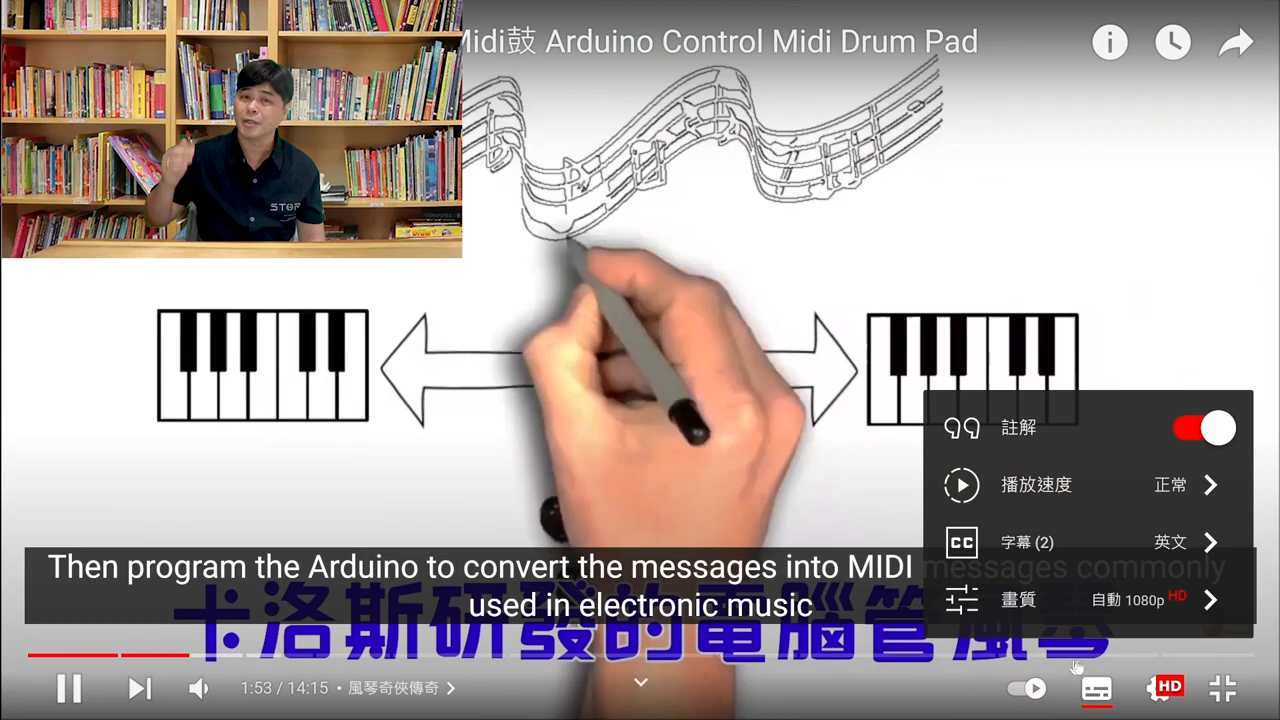 Midi鼓 Arduino Control Midi Drum Pad
STOP
註解
播放速度 正常
字幕 (2) 英文
畫質 自動 1080p HD
Then program the Arduino to convert the messages into MIDI messages commonly
used in electronic music
卡洛斯研發的電腦管風琴
1:53 / 14:15 • 風琴奇俠傳奇
HD